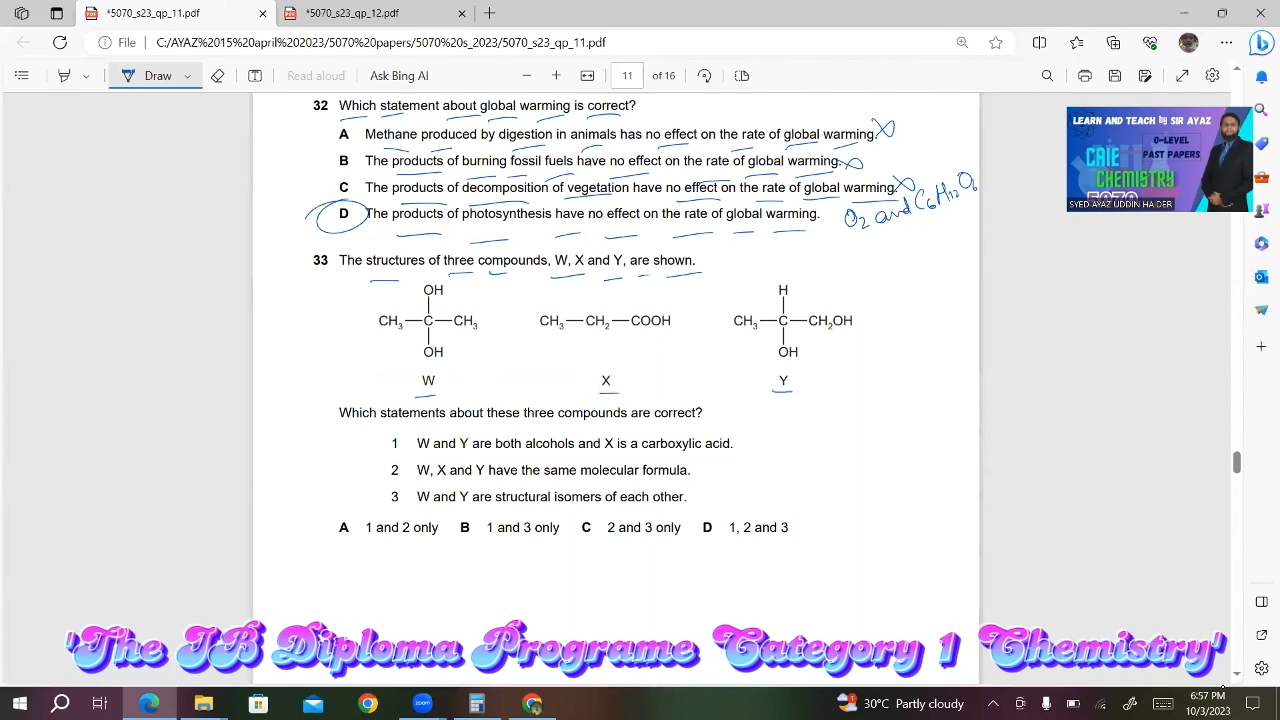 *5070_s23_qp_11.pdf
*5070_s23_qp_12.pdf
File C:/AYAZ%2015%20april%202023/5070%20papers/5070%20s_2023/5070_s23_qp_11.pdf
Draw
Read aloud
Ask Bing AI
11 of 16
32 Which statement about global warming is correct?
A Methane produced by digestion in animals has no effect on the rate of global warming. X
B The products of burning fossil fuels have no effect on the rate of global warming. X
C The products of decomposition of vegetation have no effect on the rate of global warming. X
D The products of photosynthesis have no effect on the rate of global warming.
O2 and C6H12O6
33 The structures of three compounds, W, X and Y, are shown.
OH H
CH3—C—CH3 CH3—CH2—COOH CH3—C—CH2OH
OH OH
W X Y
Which statements about these three compounds are correct?
1 W and Y are both alcohols and X is a carboxylic acid.
2 W, X and Y have the same molecular formula.
3 W and Y are structural isomers of each other.
A 1 and 2 only B 1 and 3 only C 2 and 3 only D 1, 2 and 3
LEARN AND TEACH by SIR AYAZ
O-LEVEL
PAST PAPERS
CAIE
CHEMISTRY
5070
SYED AYAZ UDDIN HAIDER
'The IB Diploma Programe Category 1 Chemistry'
30°C Partly cloudy
6:57 PM
10/3/2023